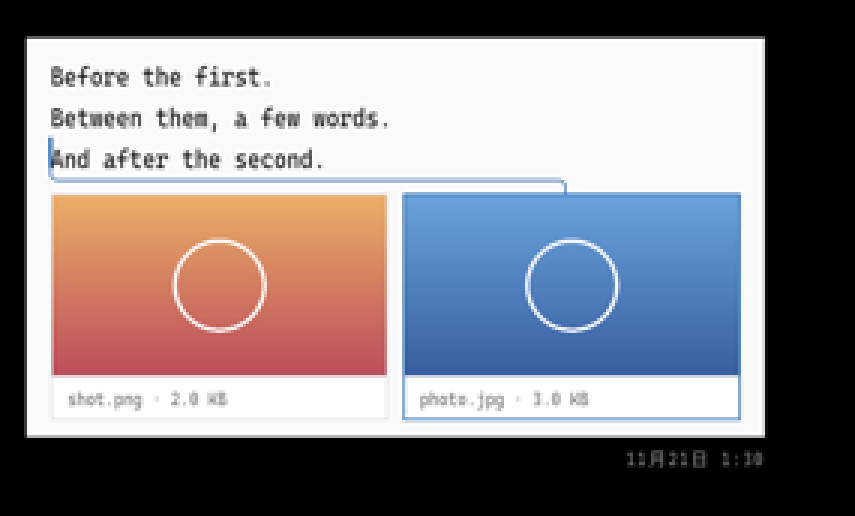 Before the first.
Between them, a few words.
And after the second.
shot.png · 2.0 KB
photo.jpg · 3.0 KB
11月21日 1:30